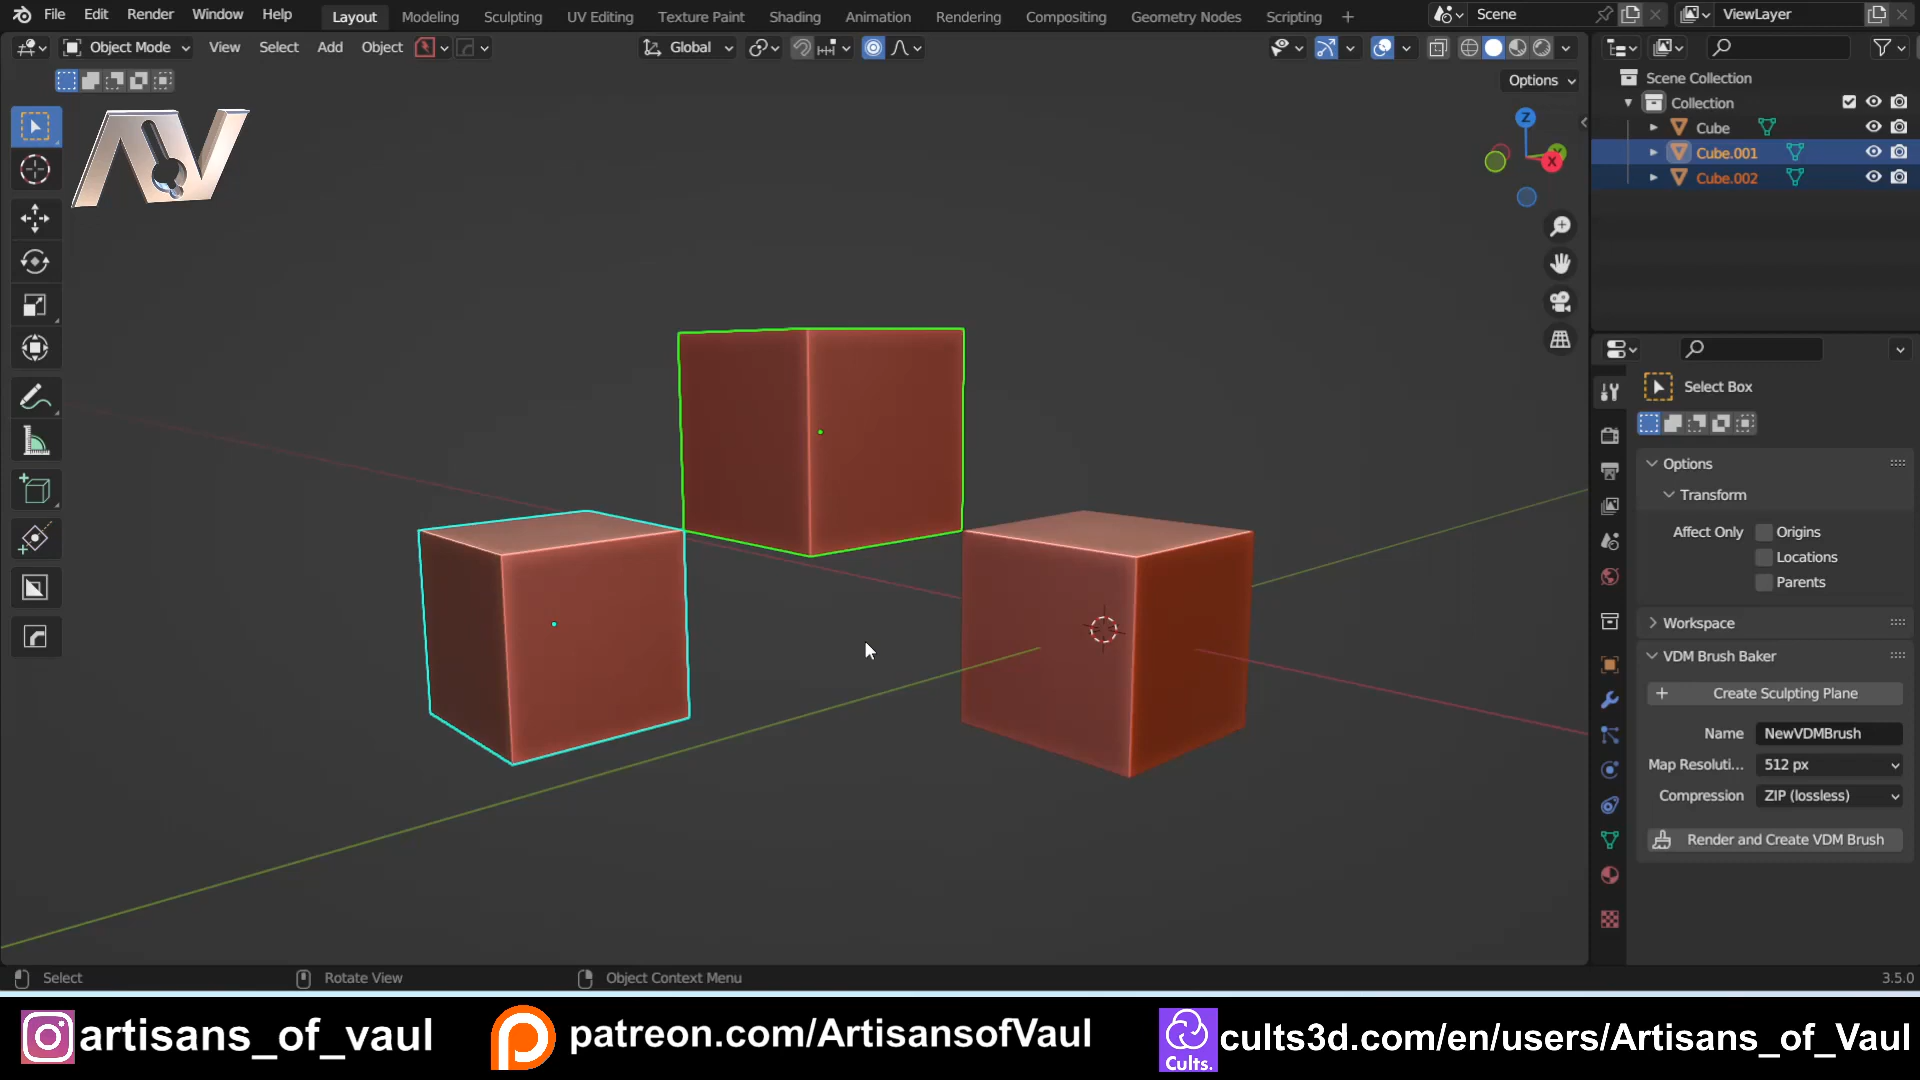 File Edit Render Window Help Layout Modeling Sculpting UV Editing Texture Paint Shading Animation Rendering Compositing Geometry Nodes Scripting + Scene ViewLayer
Object Mode View Select Add Object Global
Options
Z
X
Scene Collection
Collection
Cube
Cube.001
Cube.002
Select Box
Options
Transform
Affect Only Origins
Locations
Parents
Workspace
VDM Brush Baker
+ Create Sculpting Plane
Name NewVDMBrush
Map Resoluti... 512 px
Compression ZIP (lossless)
Render and Create VDM Brush
Select Rotate View Object Context Menu 3.5.0
artisans_of_vaul patreon.com/ArtisansofVaul Cults. cults3d.com/en/users/Artisans_of_Vaul